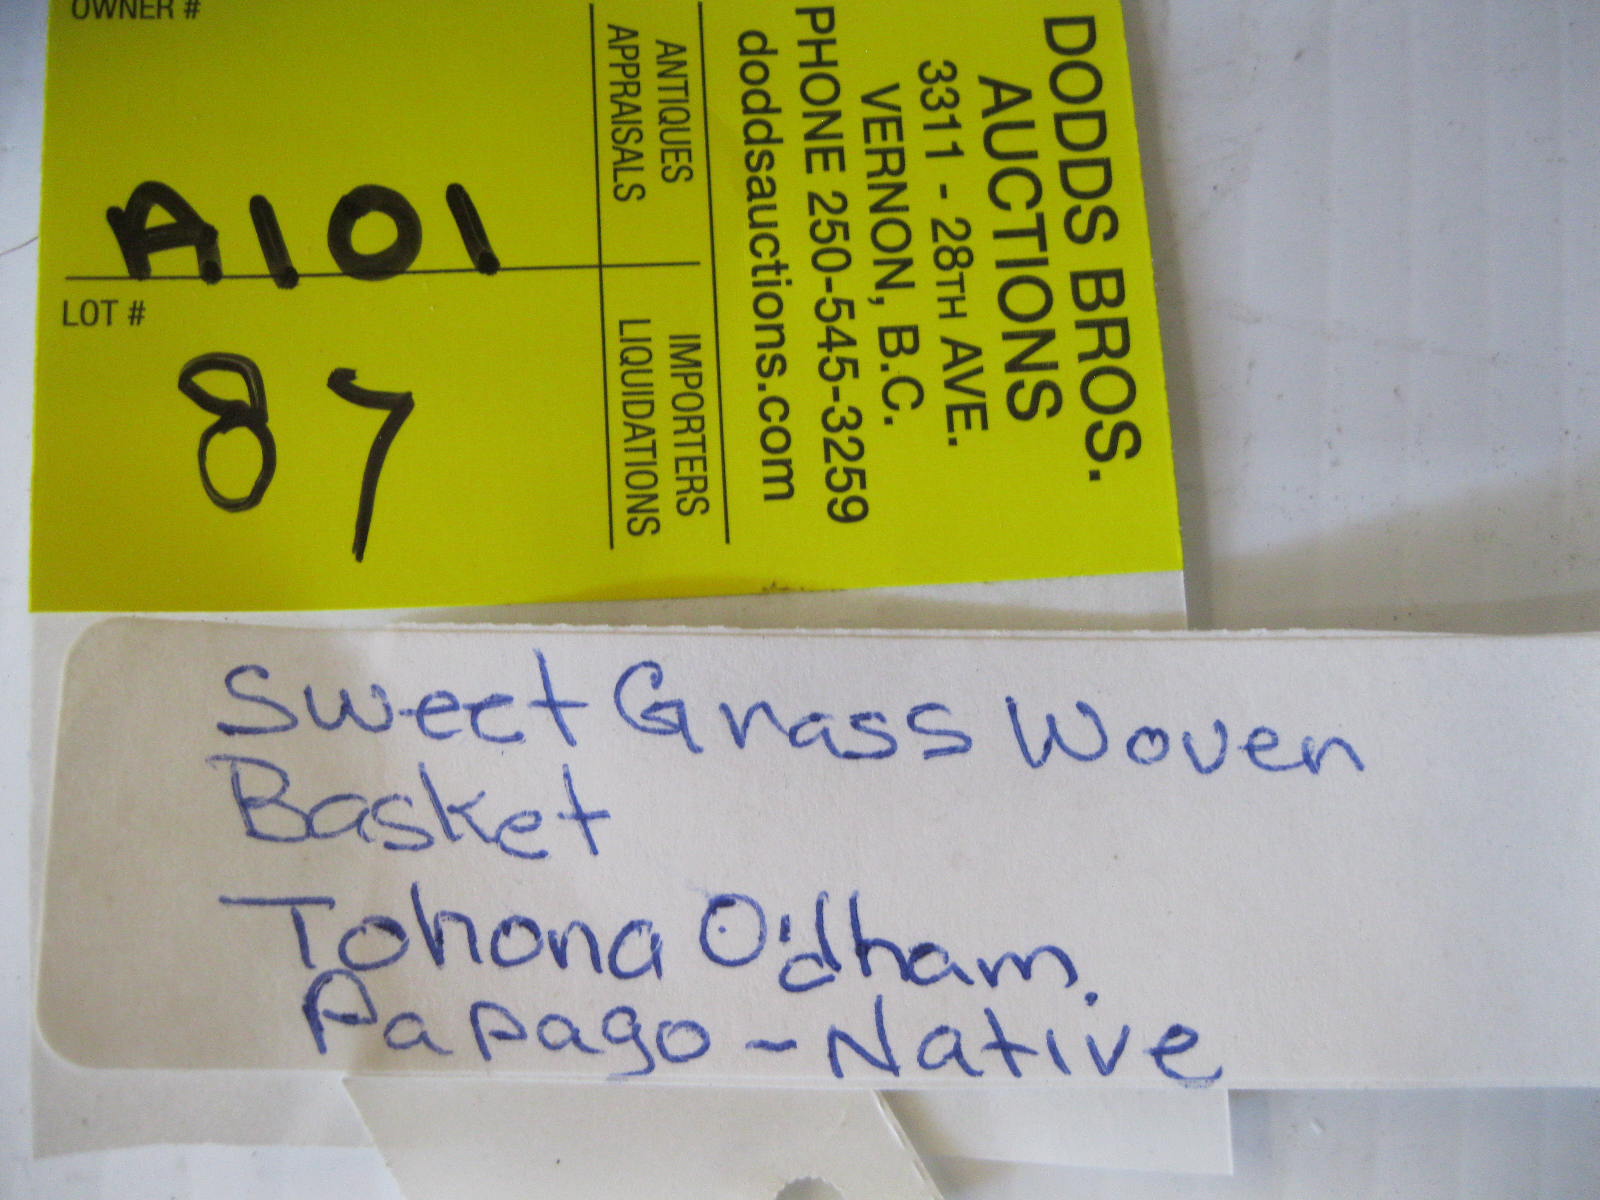 OWNER #
A101
LOT #
87
DODDS BROS.
AUCTIONS
3311 - 28TH AVE.
VERNON, B.C.
PHONE 250-545-3259
doddsauctions.com
ANTIQUES
APPRAISALS
IMPORTERS
LIQUIDATIONS
Sweet Grass Woven
Basket
Tohona O'dham.
Papago - Native